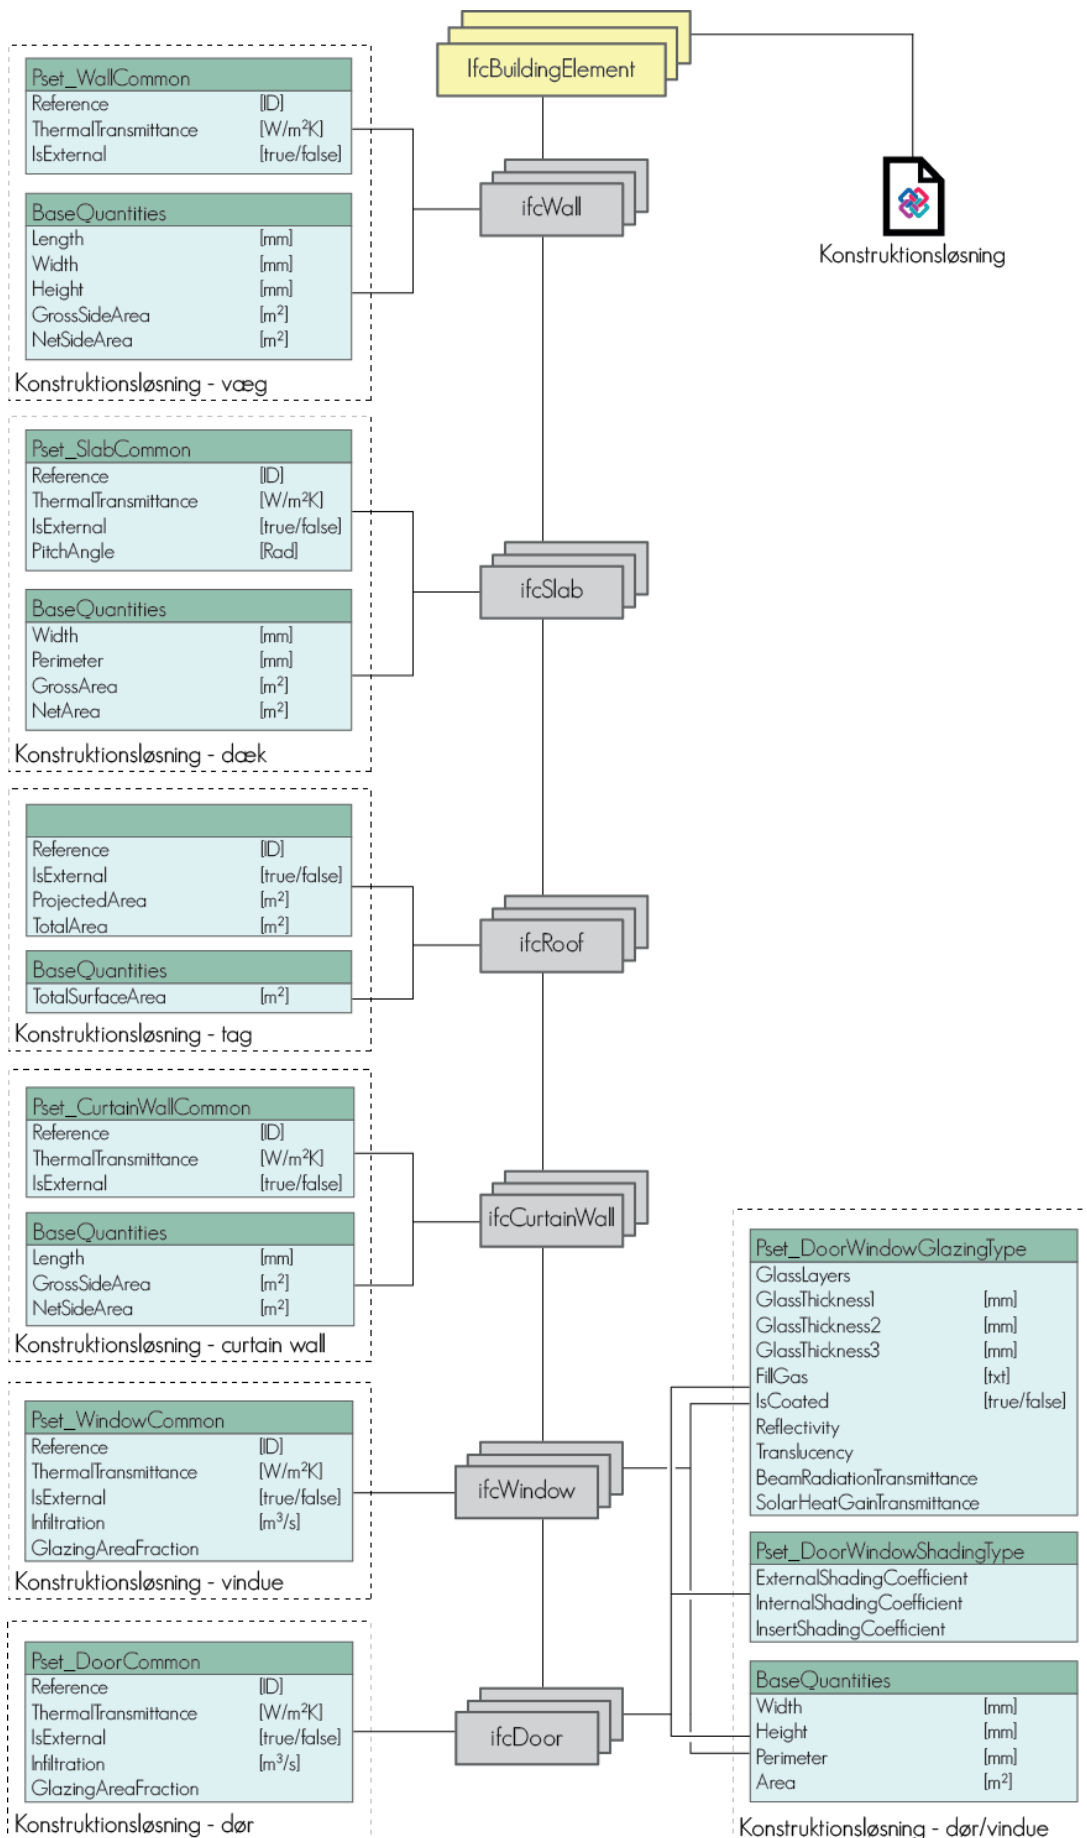 IfcBuildingElement
Konstruktionsløsning
Pset_WallCommon
Reference [ID]
ThermalTransmittance [W/m²K]
IsExternal [true/false]
BaseQuantities
Length [mm]
Width [mm]
Height [mm]
GrossSideArea [m²]
NetSideArea [m²]
Konstruktionsløsning - væg
ifcWall
Pset_SlabCommon
Reference [ID]
ThermalTransmittance [W/m²K]
IsExternal [true/false]
PitchAngle [Rad]
BaseQuantities
Width [mm]
Perimeter [mm]
GrossArea [m²]
NetArea [m²]
Konstruktionsløsning - dæk
ifcSlab
Reference [ID]
IsExternal [true/false]
ProjectedArea [m²]
TotalArea [m²]
BaseQuantities
TotalSurfaceArea [m²]
Konstruktionsløsning - tag
ifcRoof
Pset_CurtainWallCommon
Reference [ID]
ThermalTransmittance [W/m²K]
IsExternal [true/false]
BaseQuantities
Length [mm]
GrossSideArea [m²]
NetSideArea [m²]
Konstruktionsløsning - curtain wall
ifcCurtainWall
Pset_WindowCommon
Reference [ID]
ThermalTransmittance [W/m²K]
IsExternal [true/false]
Infiltration [m³/s]
GlazingAreaFraction
Konstruktionsløsning - vindue
ifcWindow
Pset_DoorCommon
Reference [ID]
ThermalTransmittance [W/m²K]
IsExternal [true/false]
Infiltration [m³/s]
GlazingAreaFraction
Konstruktionsløsning - dør
ifcDoor
Pset_DoorWindowGlazingType
GlassLayers
GlassThickness1 [mm]
GlassThickness2 [mm]
GlassThickness3 [mm]
FillGas [txt]
IsCoated [true/false]
Reflectivity
Translucency
BeamRadiationTransmittance
SolarHeatGainTransmittance
Pset_DoorWindowShadingType
ExternalShadingCoefficient
InternalShadingCoefficient
InsertShadingCoefficient
BaseQuantities
Width [mm]
Height [mm]
Perimeter [mm]
Area [m²]
Konstruktionsløsning - dør/vindue